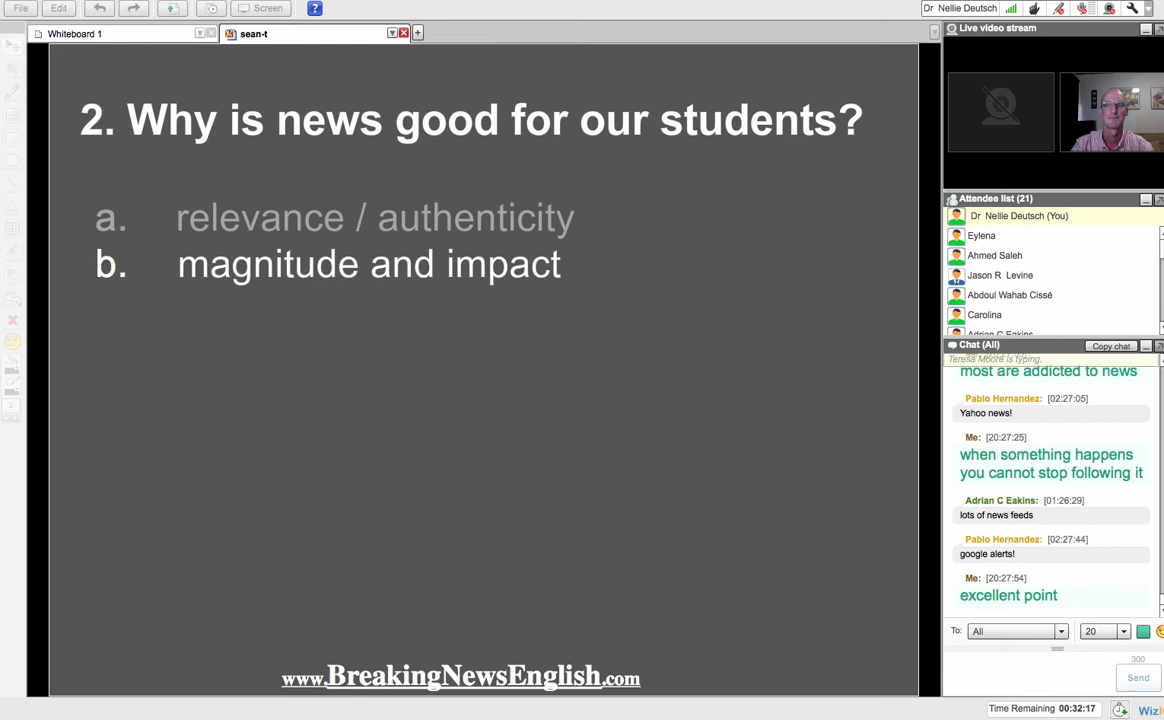 File
Edit
Screen
?
Dr Nellie Deutsch
Whiteboard 1
sean-t
Live video stream
2. Why is news good for our students?
a. relevance / authenticity
b. magnitude and impact
www.BreakingNewsEnglish.com
Attendee list (21)
Dr Nellie Deutsch (You)
Eylena
Ahmed Saleh
Jason R Levine
Abdoul Wahab Cissé
Carolina
Adrian C Eakins
Chat (All)
Copy chat
Teresa Moore is typing.
most are addicted to news
Pablo Hernandez: [02:27:05]
Yahoo news!
Me: [20:27:25]
when something happens
you cannot stop following it
Adrian C Eakins: [01:26:29]
lots of news feeds
Pablo Hernandez: [02:27:44]
google alerts!
Me: [20:27:54]
excellent point
To: All 20
300
Send
Time Remaining 00:32:17
WizI